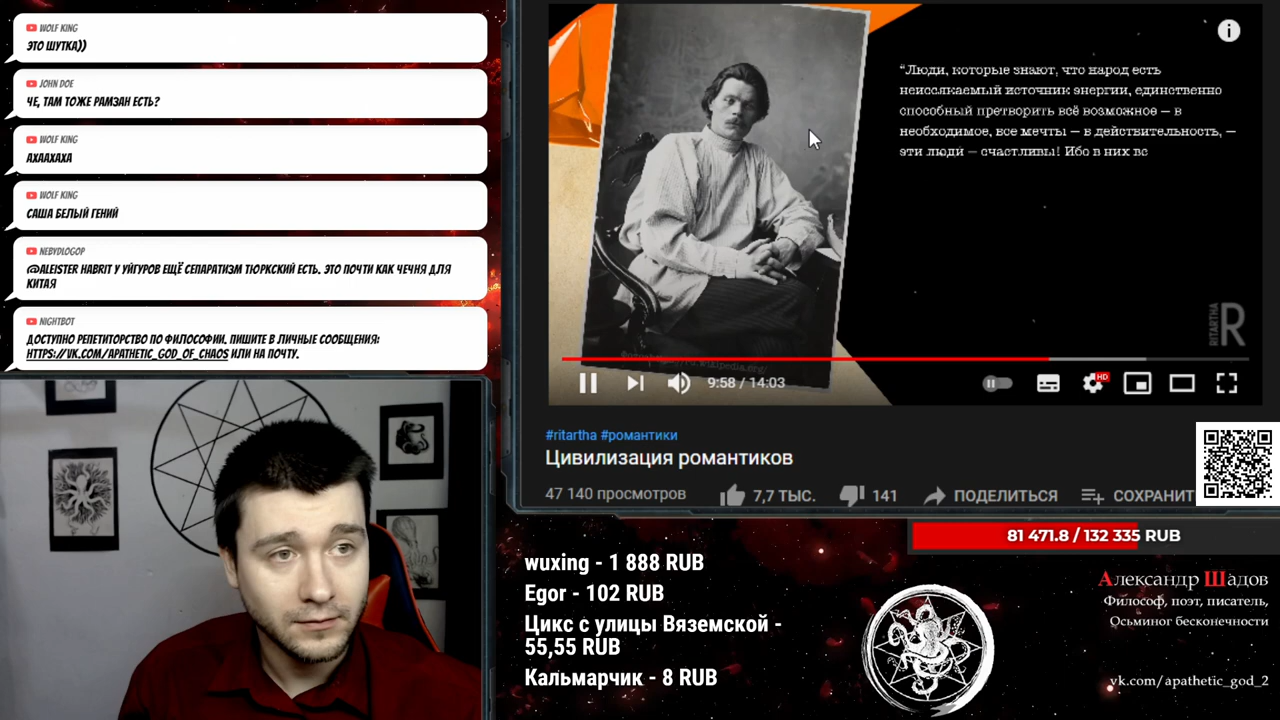 WOLF KING
ЭТО ШУТКА))
JOHN DOE
ЧЕ, ТАМ ТОЖЕ РАМЗАН ЕСТЬ?
WOLF KING
АХААХАХА
WOLF KING
САША БЕЛЫЙ ГЕНИЙ
NEBYDLOGOP
@ALEISTER HABRIT У УЙГУРОВ ЕЩЁ СЕПАРАТИЗМ ТЮРКСКИЙ ЕСТЬ. ЭТО ПОЧТИ КАК ЧЕЧНЯ ДЛЯ
КИТАЯ
NIGHTBOT
ДОСТУПНО РЕПЕТИТОРСТВО ПО ФИЛОСОФИИ. ПИШИТЕ В ЛИЧНЫЕ СООБЩЕНИЯ:
HTTPS://VK.COM/APATHETIC_GOD_OF_CHAOS ИЛИ НА ПОЧТУ.
“Люди, которые знают, что народ есть
неиссякаемый источник энергии, единственно
способный претворить всё возможное — в
необходимое, все мечты — в действительность, —
эти люди — счастливы! Ибо в них вс
RITARTHA R
9:58 / 14:03
HD
#ritartha #романтики
Цивилизация романтиков
47 140 просмотров
7,7 ТЫС.
141
ПОДЕЛИТЬСЯ
СОХРАНИТ
81 471.8 / 132 335 RUB
wuxing - 1 888 RUB
Egor - 102 RUB
Цикс с улицы Вяземской -
55,55 RUB
Кальмарчик - 8 RUB
Александр Шадов
Философ, поэт, писатель,
Осьминог бесконечности
vk.com/apathetic_god_2